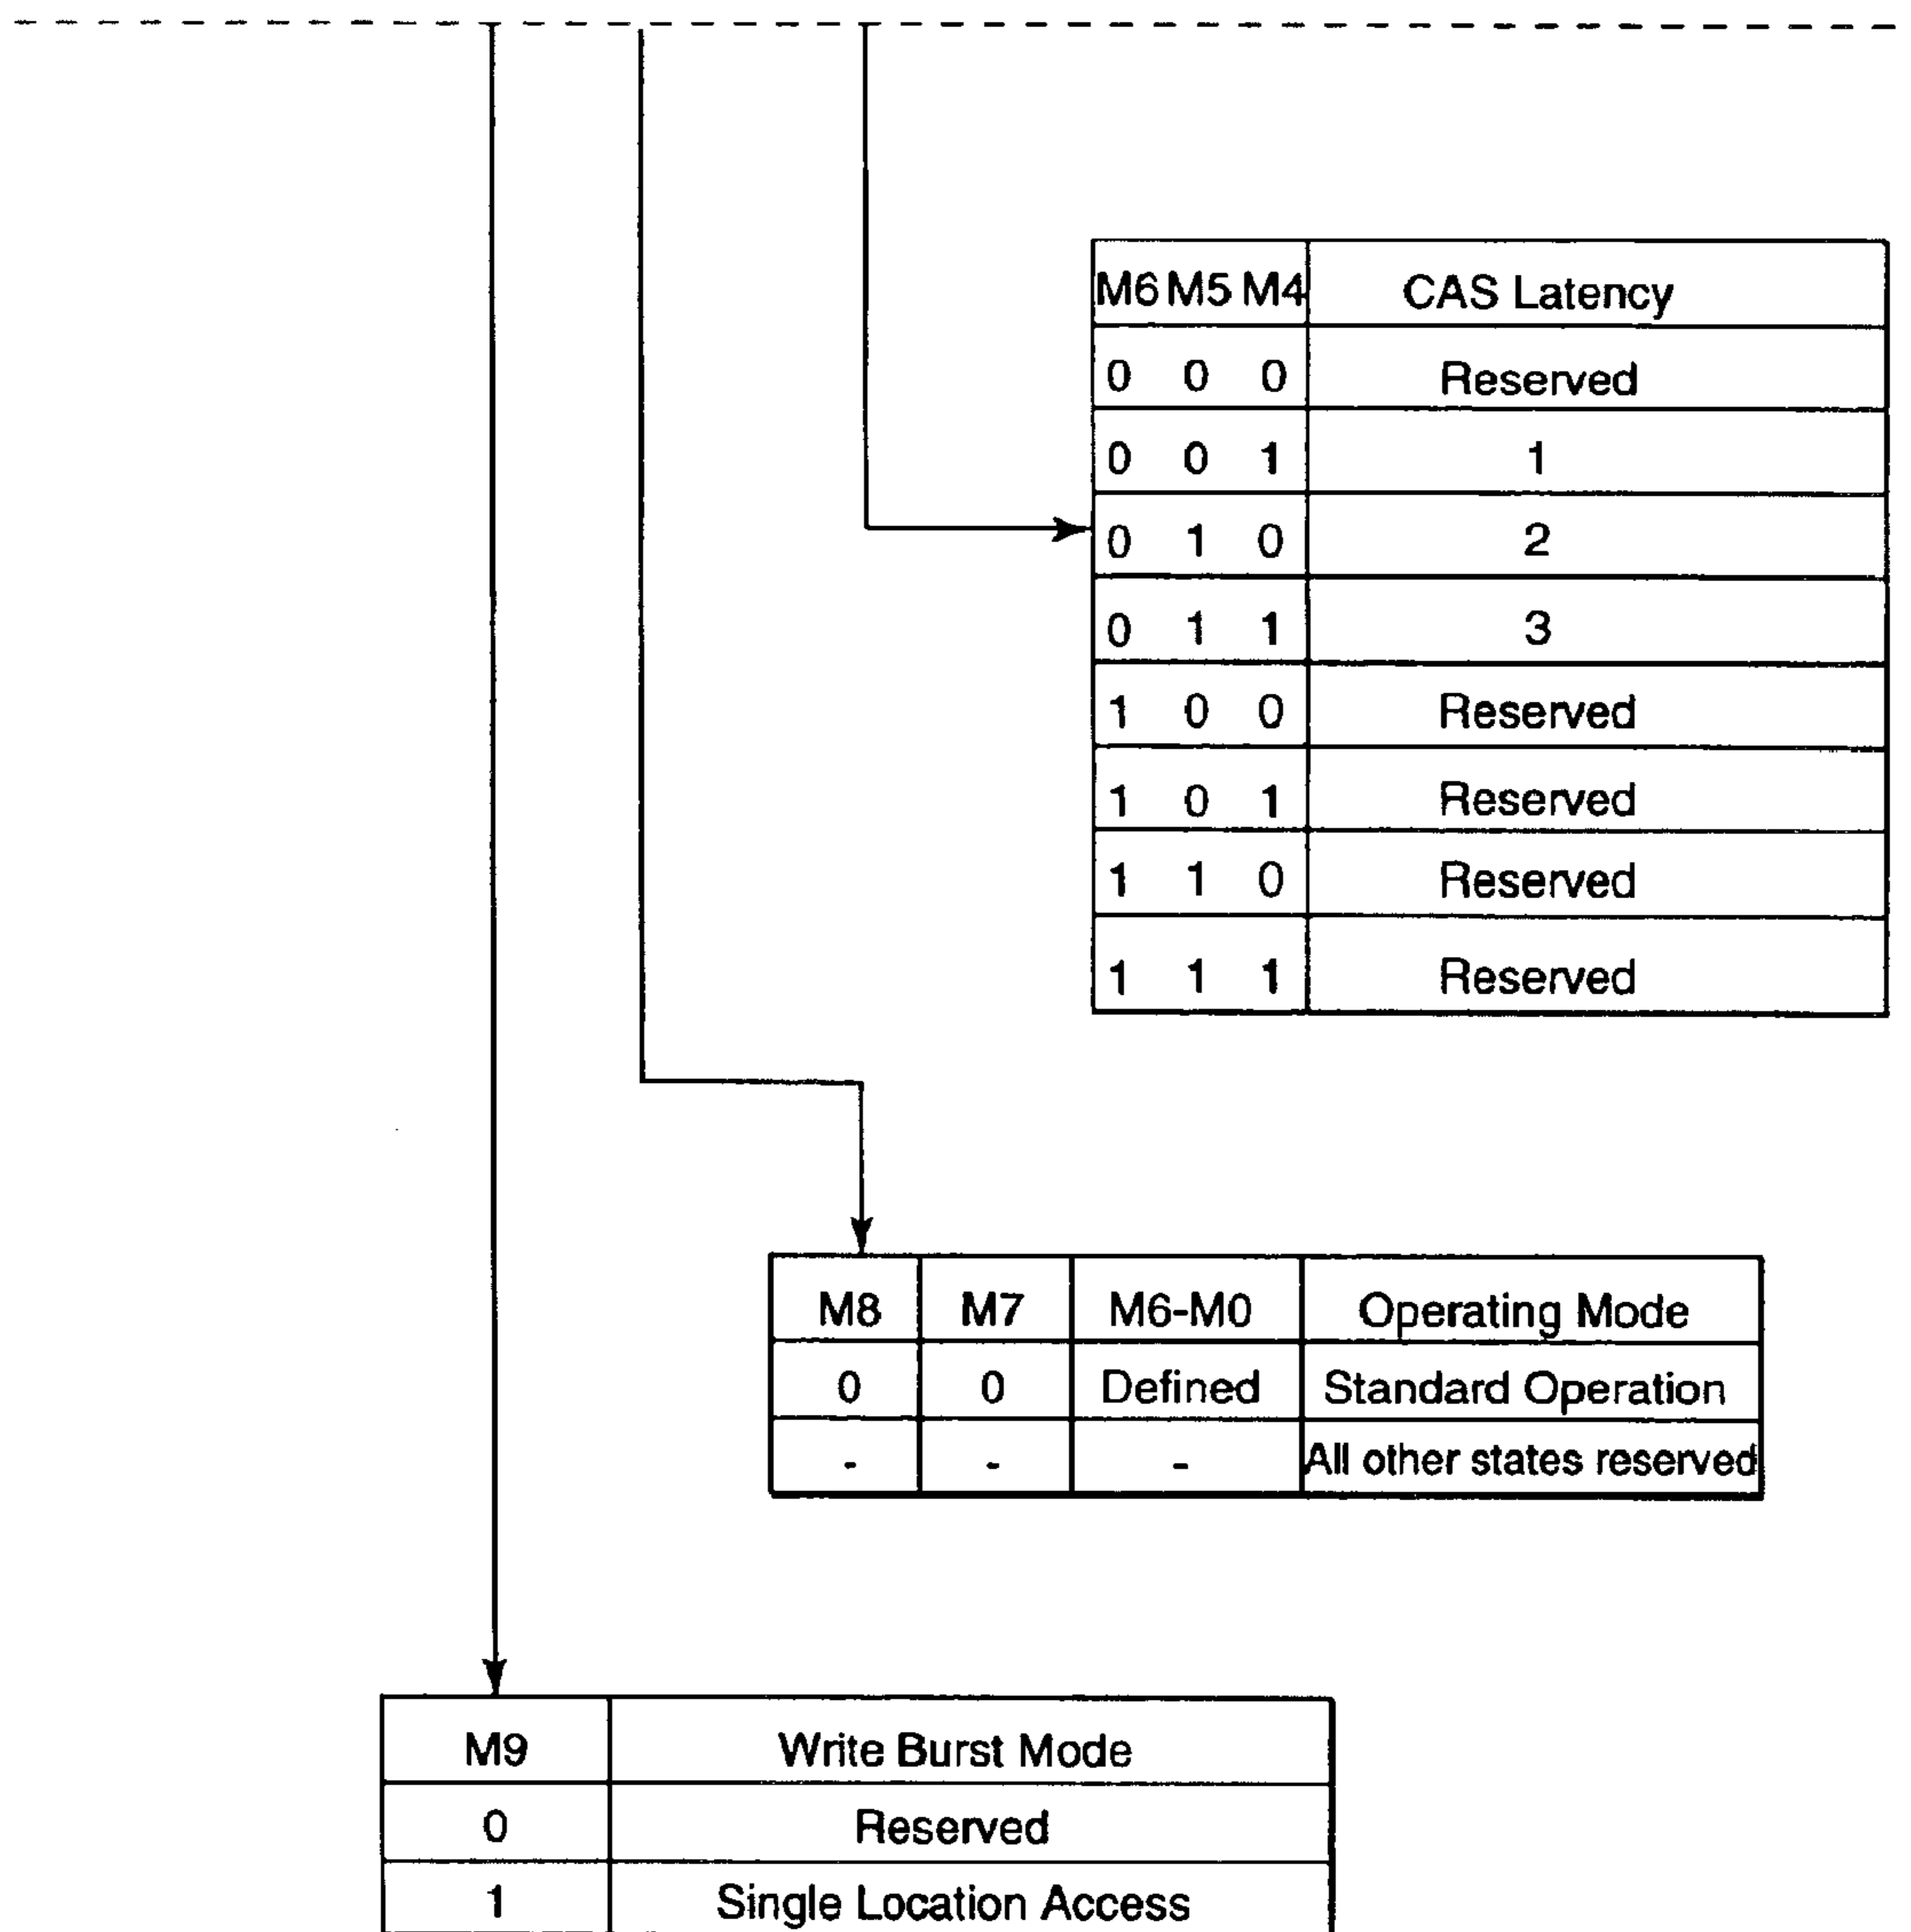 M6 M5 M4 CAS Latency
0 0 0 Reserved
0 0 1 1
0 1 0 2
0 1 1 3
1 0 0 Reserved
1 0 1 Reserved
1 1 0 Reserved
1 1 1 Reserved
M8 M7 M6-M0 Operating Mode
0 0 Defined Standard Operation
- - - All other states reserved
M9 Write Burst Mode
0 Reserved
1 Single Location Access